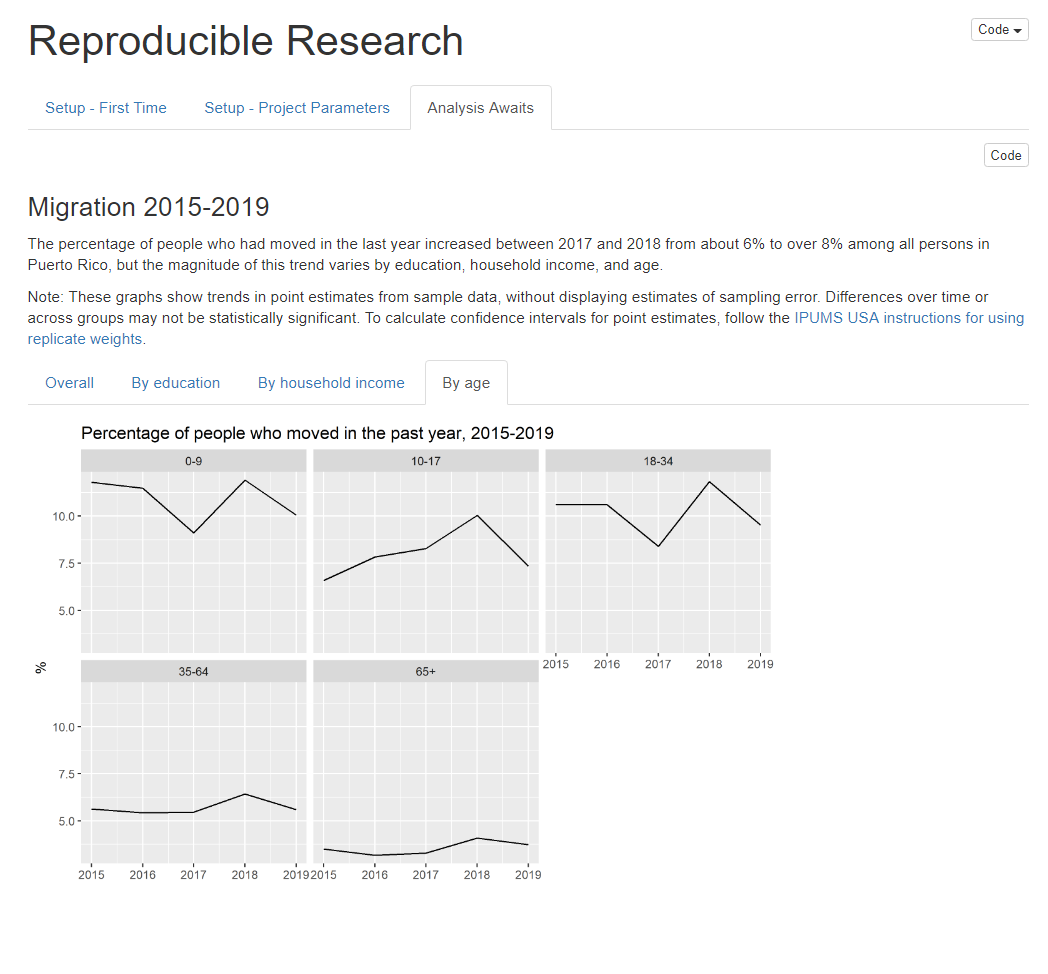 Reproducible Research
Code
Setup - First Time
Setup - Project Parameters
Analysis Awaits
Code
Migration 2015-2019
The percentage of people who had moved in the last year increased between 2017 and 2018 from about 6% to over 8% among all persons in
Puerto Rico, but the magnitude of this trend varies by education, household income, and age.
Note: These graphs show trends in point estimates from sample data, without displaying estimates of sampling error. Differences over time or
across groups may not be statistically significant. To calculate confidence intervals for point estimates, follow the IPUMS USA instructions for using
replicate weights.
Overall
By education
By household income
By age
Percentage of people who moved in the past year, 2015-2019
0-9
10-17
18-34
10.0
7.5
5.0
2015 2016 2017 2018 2019
%
35-64
65+
10.0
7.5
5.0
2015 2016 2017 2018 2019
2015 2016 2017 2018 2019